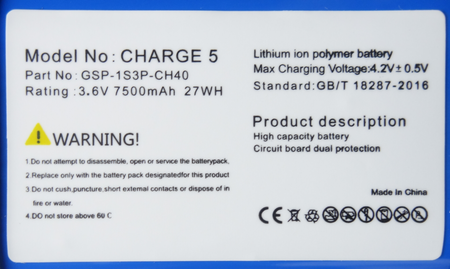 Model No: CHARGE 5
Part No: GSP-1S3P-CH40
Rating: 3.6V 7500mAh 27WH
Lithium ion polymer battery
Max Charging Voltage:4.2V± 0.5V
Standard:GB/T 18287-2016
WARNING!
1.Do not attempt to disassemble, open or service the batterypack.
2.Replace only with the battery package designatedfor this product
3.Do not cush,puncture,short external contacts or dispose of in
fire or water.
4.DO not store above 60℃
Product description
High capacity battery
Circuit board dual protection
Made In China
CE